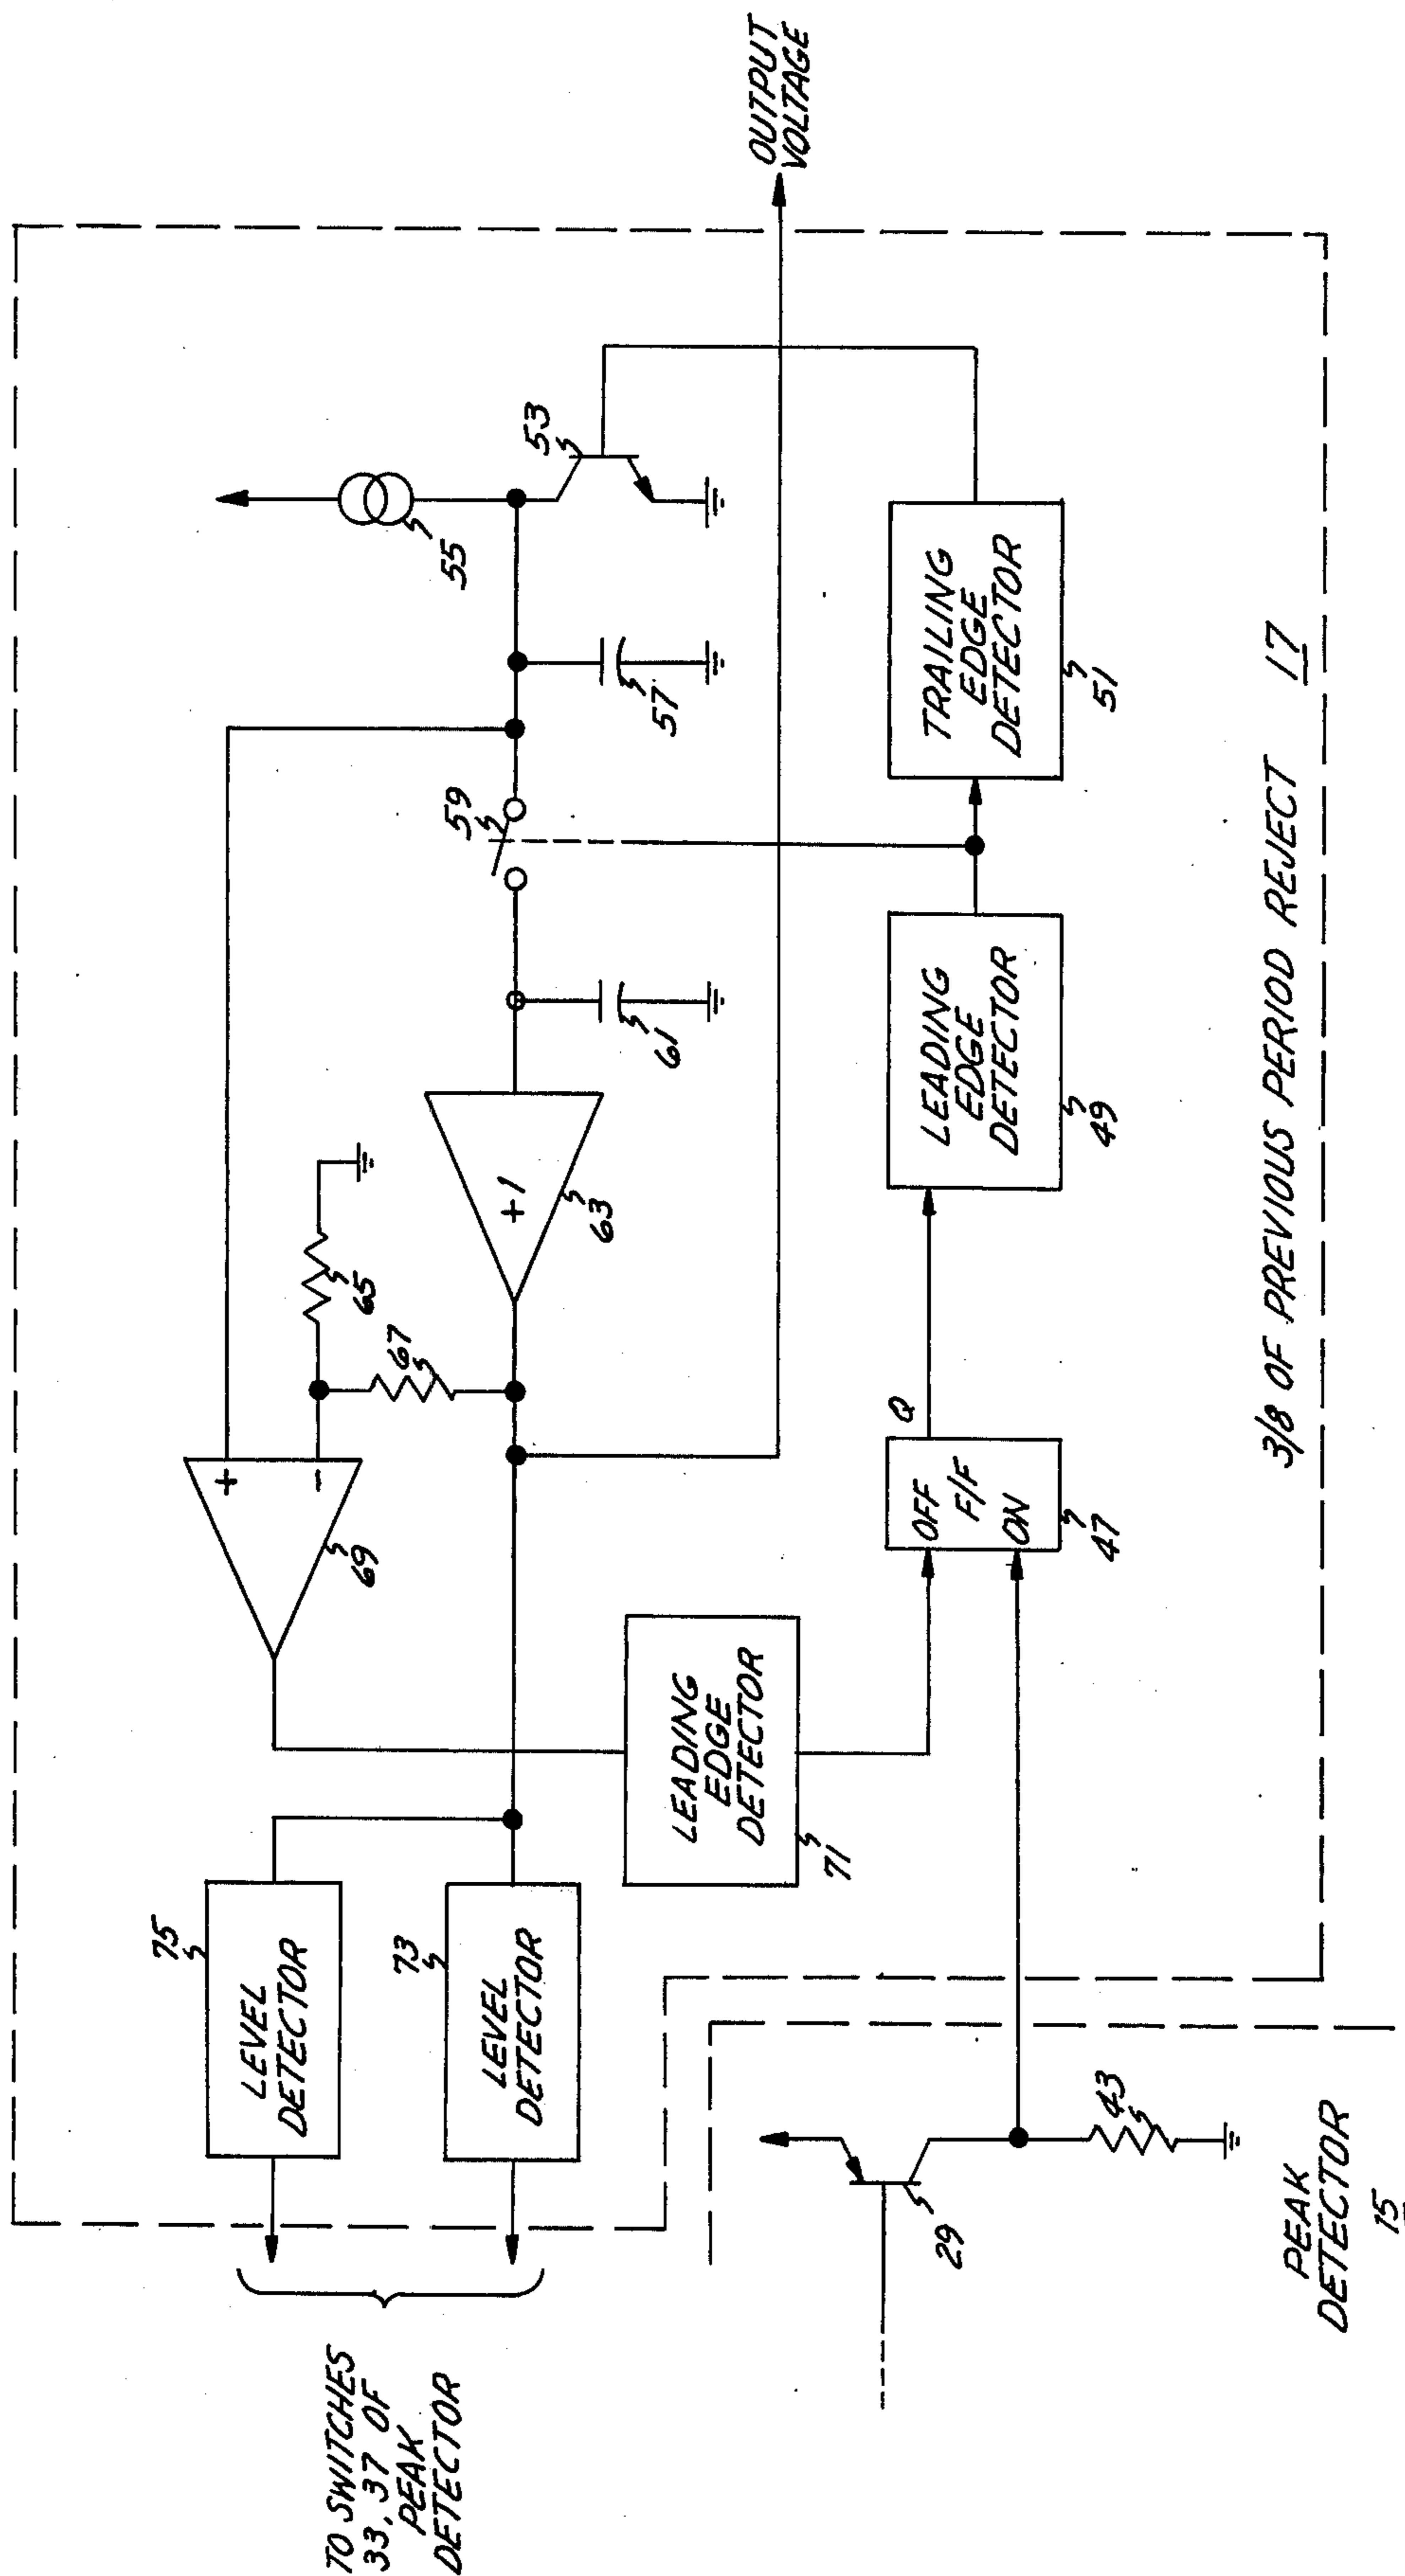 TO SWITCHES
33, 37 OF
PEAK
DETECTOR
75
LEVEL
DETECTOR
73
LEVEL
DETECTOR
29
43
PEAK
DETECTOR
15
+
-
69
67
65
+1
63
61
59
57
55
53
LEADING
EDGE
DETECTOR
71
OFF
F/F
ON
Q
47
LEADING
EDGE
DETECTOR
49
TRAILING
EDGE
DETECTOR
51
OUTPUT
VOLTAGE
3/8 OF PREVIOUS PERIOD REJECT 17